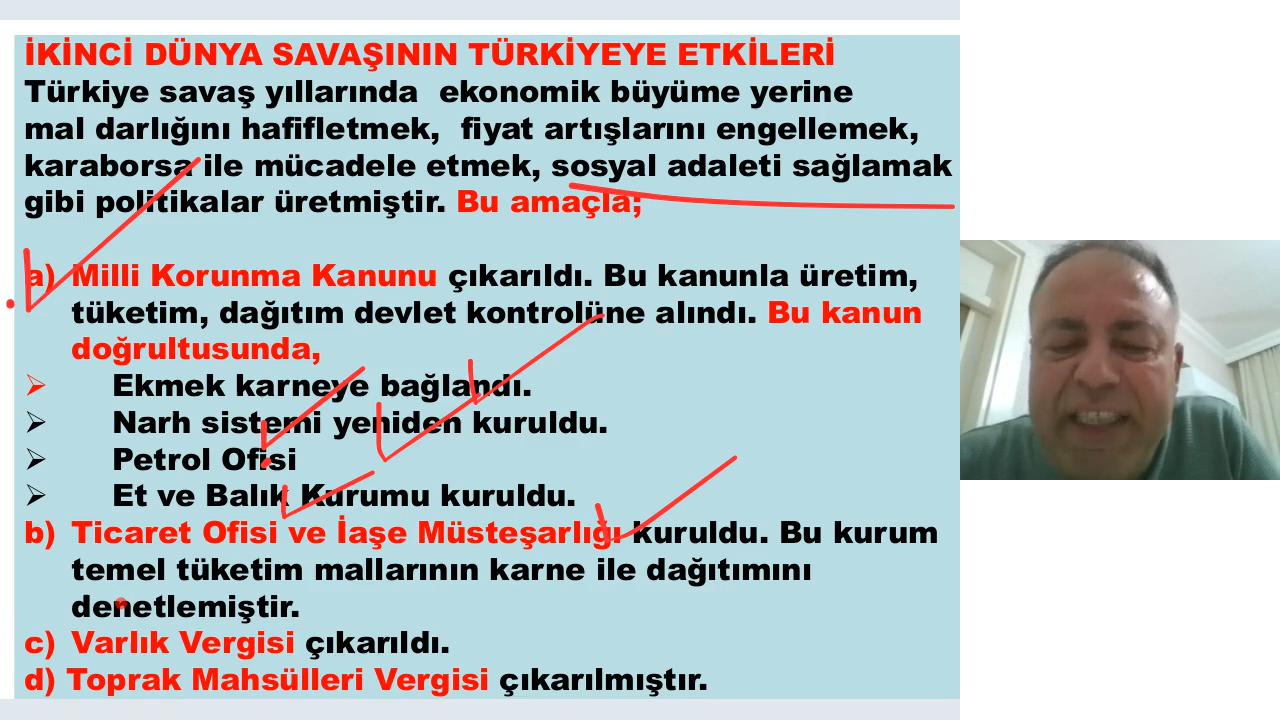 İKİNCİ DÜNYA SAVAŞININ TÜRKİYEYE ETKİLERİ
Türkiye savaş yıllarında ekonomik büyüme yerine
mal darlığını hafifletmek, fiyat artışlarını engellemek,
karaborsa ile mücadele etmek, sosyal adaleti sağlamak
gibi politikalar üretmiştir. Bu amaçla;
a) Milli Korunma Kanunu çıkarıldı. Bu kanunla üretim,
tüketim, dağıtım devlet kontrolüne alındı. Bu kanun
doğrultusunda,
Ekmek karneye bağlandı.
Narh sistemi yeniden kuruldu.
Petrol Ofisi
Et ve Balık Kurumu kuruldu.
b) Ticaret Ofisi ve İaşe Müsteşarlığı kuruldu. Bu kurum
temel tüketim mallarının karne ile dağıtımını
denetlemiştir.
c) Varlık Vergisi çıkarıldı.
d) Toprak Mahsülleri Vergisi çıkarılmıştır.